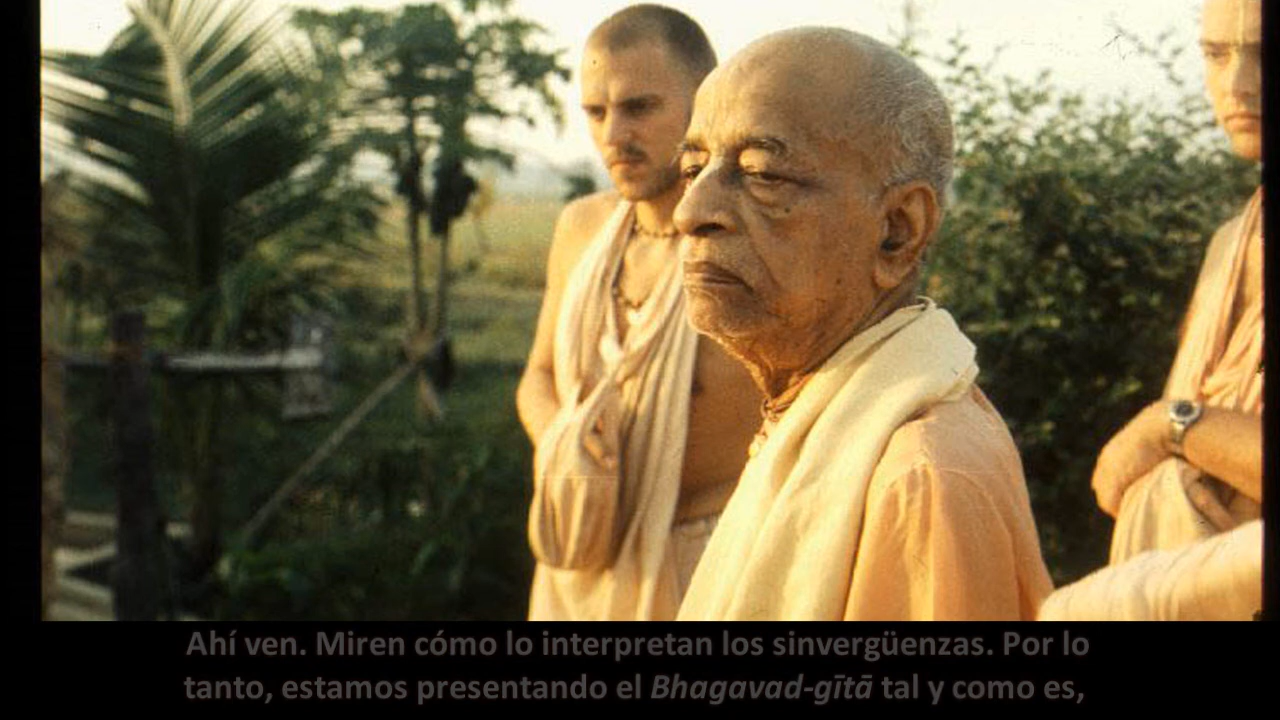 Ahí ven. Miren cómo lo interpretan los sinvergüenzas. Por lo
tanto, estamos presentando el Bhagavad-gītā tal y como es,